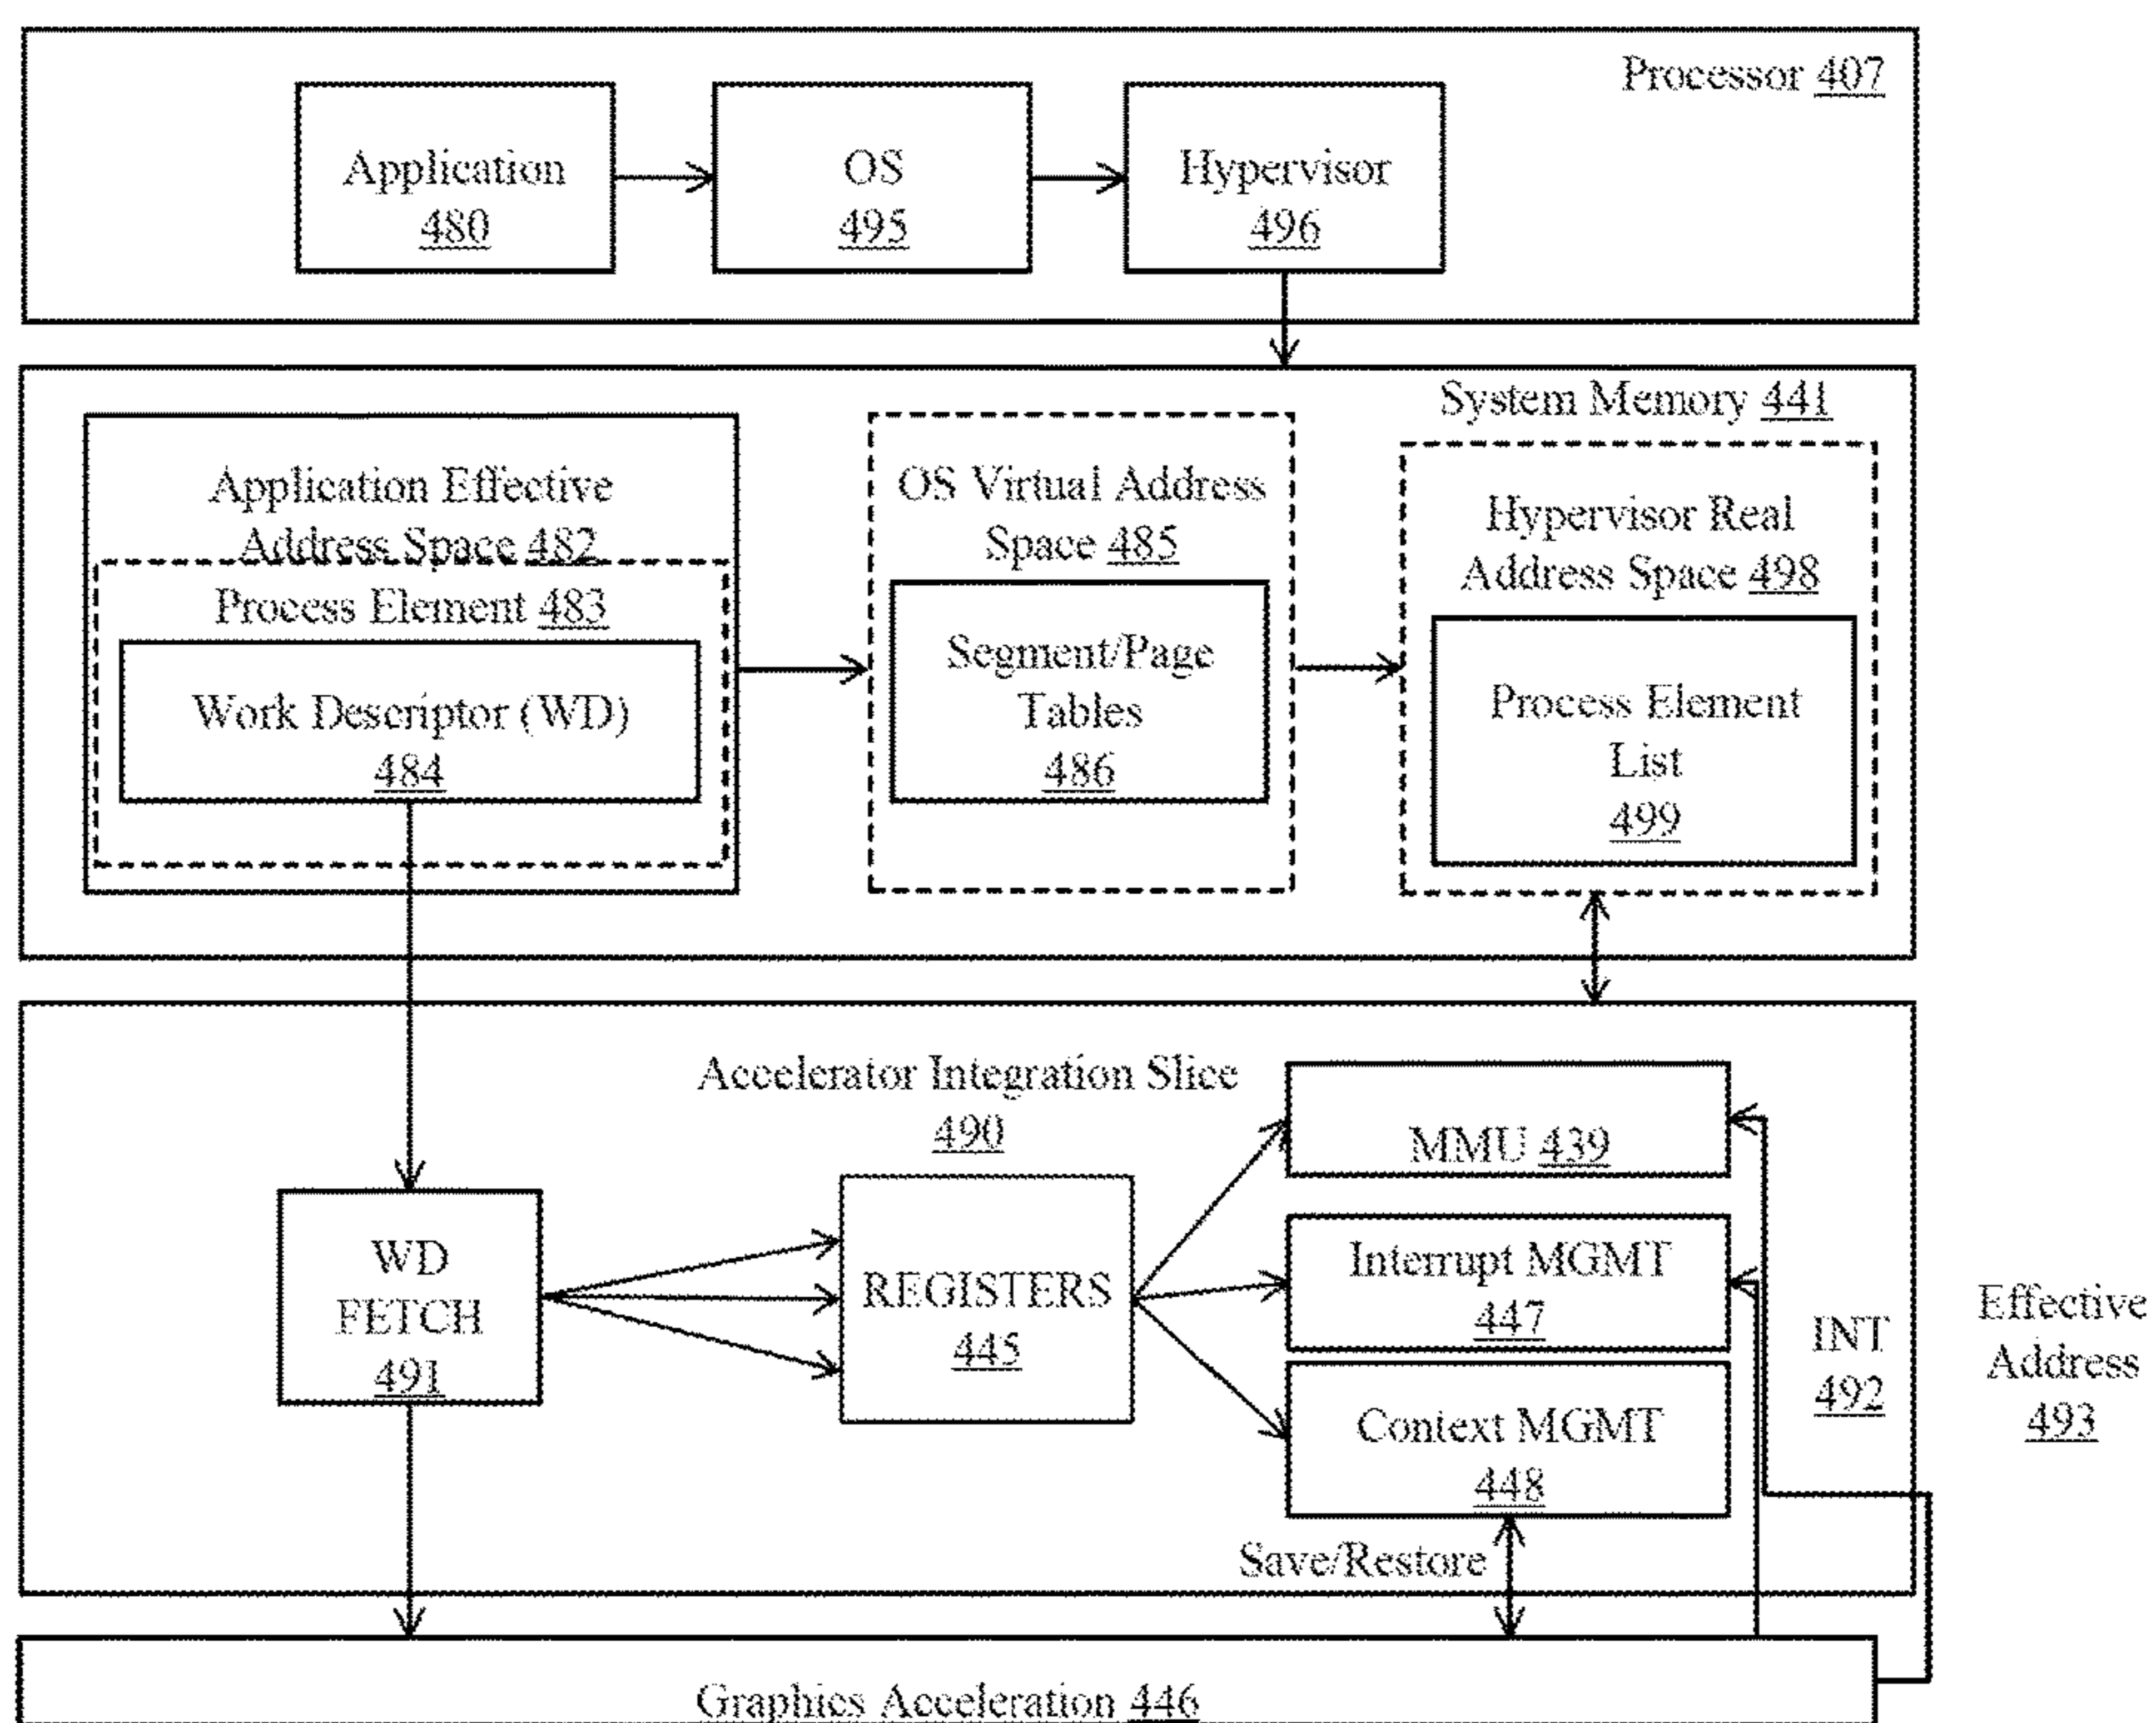 Processor 407
Application
480
OS
495
Hypervisor
496
System Memory 441
Application Effective
Address Space 482
Process Element 483
Work Descriptor (WD)
484
OS Virtual Address
Space 485
Segment/Page
Tables
486
Hypervisor Real
Address Space 498
Process Element
List
499
Accelerator Integration Slice
490
WD
FETCH
491
REGISTERS
445
MMU 439
Interrupt MGMT
447
Context MGMT
448
Save/Restore
INT
492
Effective
Address
493
Graphics Acceleration 446